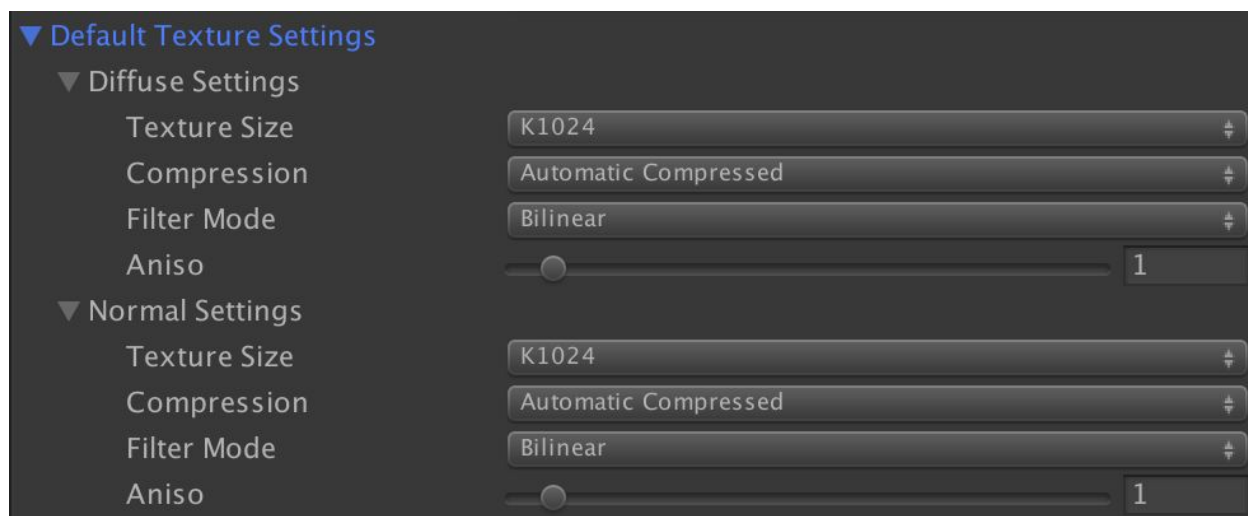 Default Texture Settings
Diffuse Settings
Texture Size K1024
Compression Automatic Compressed
Filter Mode Bilinear
Aniso 1
Normal Settings
Texture Size K1024
Compression Automatic Compressed
Filter Mode Bilinear
Aniso 1